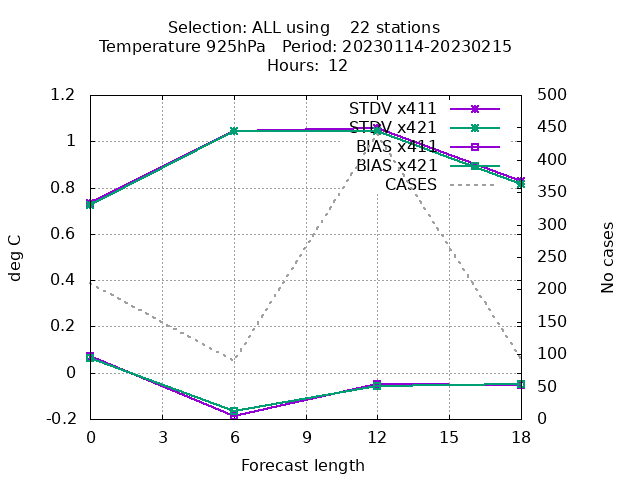 Selection: ALL using 22 stations
Temperature 925hPa Period: 20230114-20230215
Hours: 12
STDV x411
STDV x421
BIAS x411
BIAS x421
CASES
1.2
1
0.8
0.6
0.4
0.2
0
-0.2
deg C
500
450
400
350
300
250
200
150
100
50
0
No cases
0 3 6 9 12 15 18
Forecast length